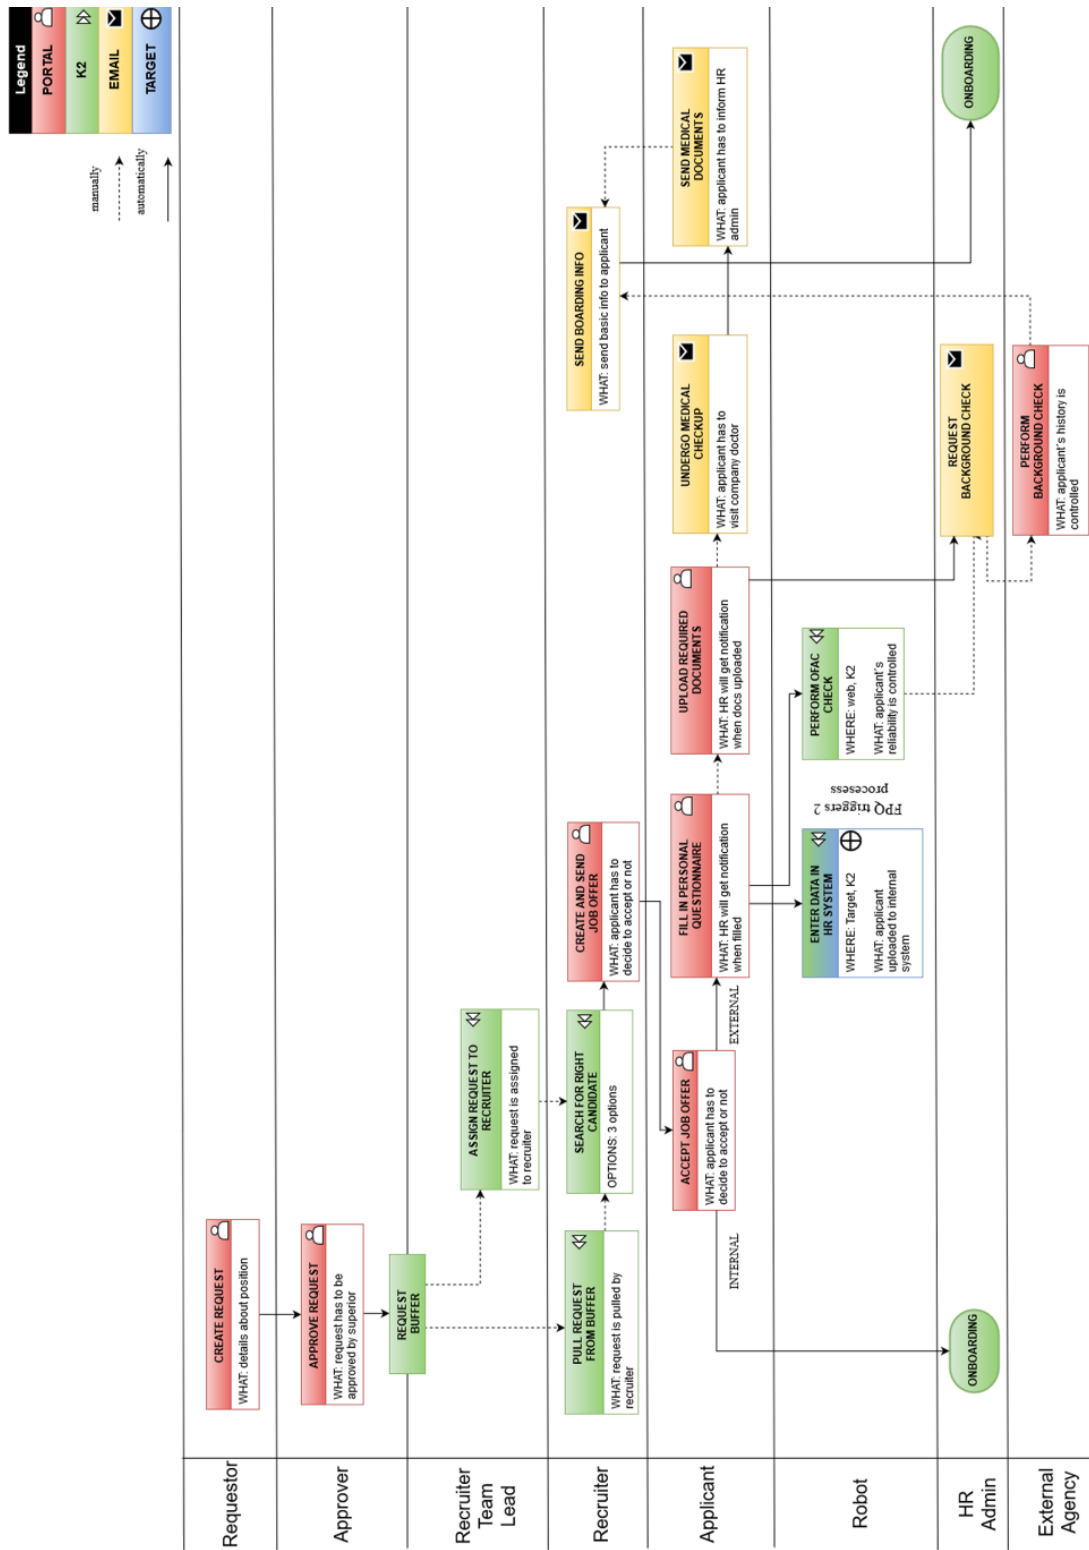 Legend
PORTAL
K2
EMAIL
TARGET
manually
automatically
Requestor
CREATE REQUEST
WHAT: details about position
Approver
APPROVE REQUEST
WHAT: request has to be
approved by superior
REQUEST
BUFFER
Recruiter
Team
Lead
ASSIGN REQUEST TO
RECRUITER
WHAT: request is assigned
to recruiter
Recruiter
PULL REQUEST
FROM BUFFER
WHAT: request is pulled by
recruiter
SEARCH FOR RIGHT
CANDIDATE
OPTIONS: 3 options
CREATE AND SEND
JOB OFFER
WHAT: applicant has to
decide to accept or not
SEND BOARDING INFO
WHAT: send basic info to applicant
Applicant
INTERNAL
ACCEPT JOB OFFER
WHAT: applicant has to
decide to accept or not
EXTERNAL
FILL IN PERSONAL
QUESTIONNAIRE
WHAT: HR will get notification
when filled
UPLOAD REQUIRED
DOCUMENTS
WHAT: HR will get notification
when docs uploaded
UNDERGO MEDICAL
CHECKUP
WHAT: applicant has to
visit company doctor
SEND MEDICAL
DOCUMENTS
WHAT: applicant has to inform HR
admin
Robot
ENTER DATA IN
HR SYSTEM
WHERE: Target, K2
WHAT: applicant
uploaded to internal
system
FPQ triggers 2
procesess
PERFORM OFAC
CHECK
WHERE: web, K2
WHAT: applicant´s
reliability is controlled
HR
Admin
ONBOARDING
REQUEST
BACKGROUND CHECK
ONBOARDING
External
Agency
PERFORM
BACKGROUND CHECK
WHAT: applicant´s history is
controlled